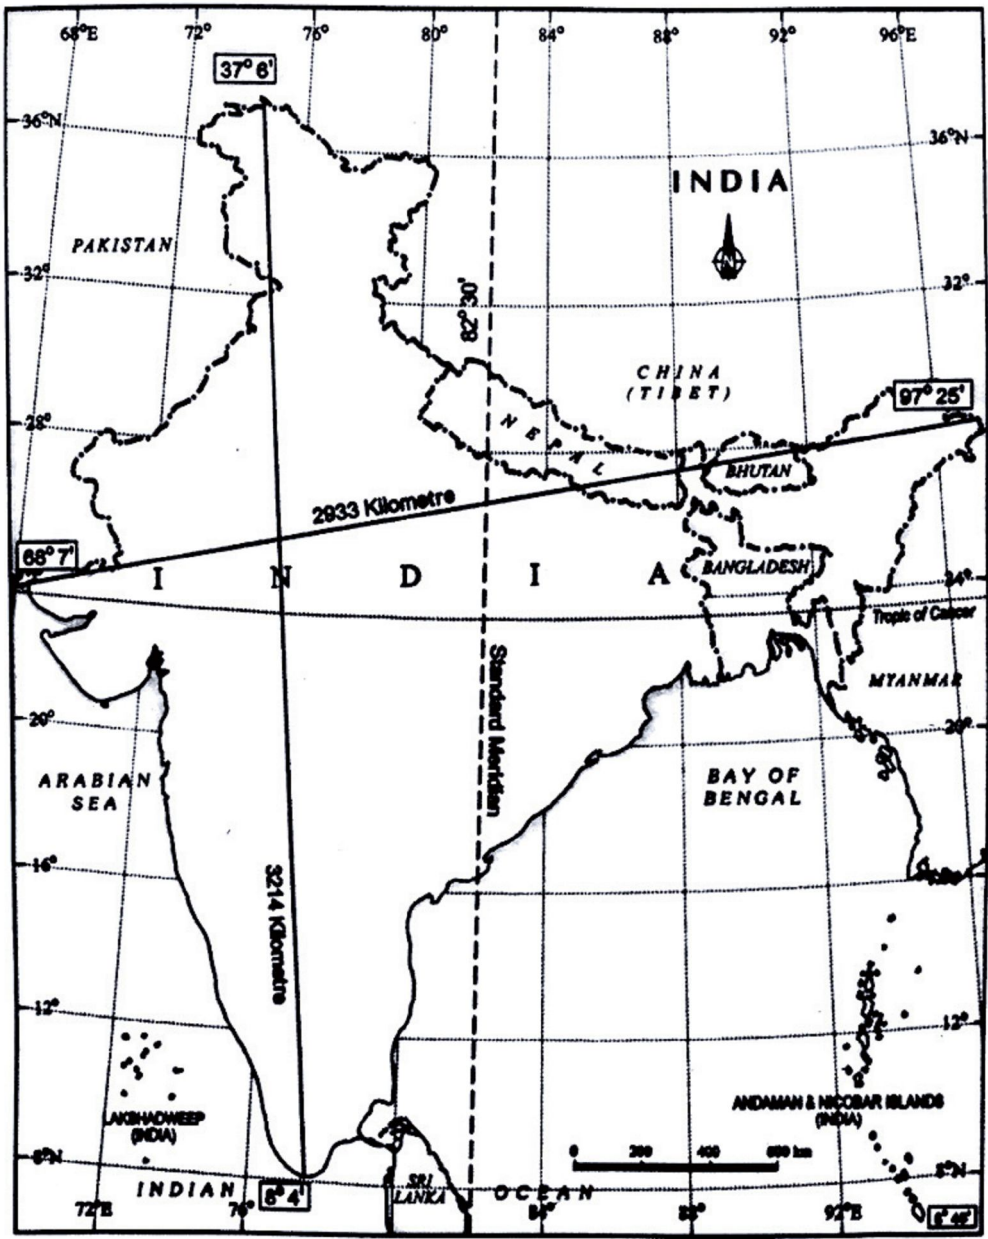 68°E 72° 76° 80° 84° 88° 92° 96°E
37° 6'
36°N 36°N
INDIA
PAKISTAN
N
32° 32°
82° 30'
CHINA
(TIBET)
97° 25'
28°
NEPAL
BHUTAN
2933 Kilometre
68° 7'
I N D I A
BANGLADESH
24°
Tropic of Cancer
Standard Meridian
MYANMAR
20° 20°
ARABIAN
SEA
BAY OF
BENGAL
16°
3214 Kilometre
12° 12°
LAKSHADWEEP
(INDIA)
ANDAMAN & NICOBAR ISLANDS
(INDIA)
0 200 400 600 km
8°N 8°N
INDIAN OCEAN
8° 4'
SRI
LANKA
72°E 76° 84° 88° 92°E
6° 45'